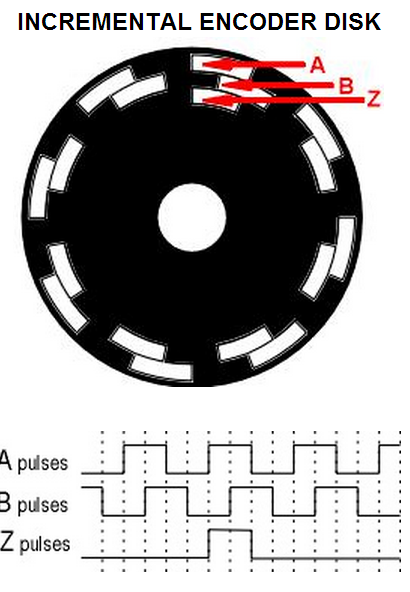 INCREMENTAL ENCODER DISK
A
B
Z
A pulses
B pulses
Z pulses